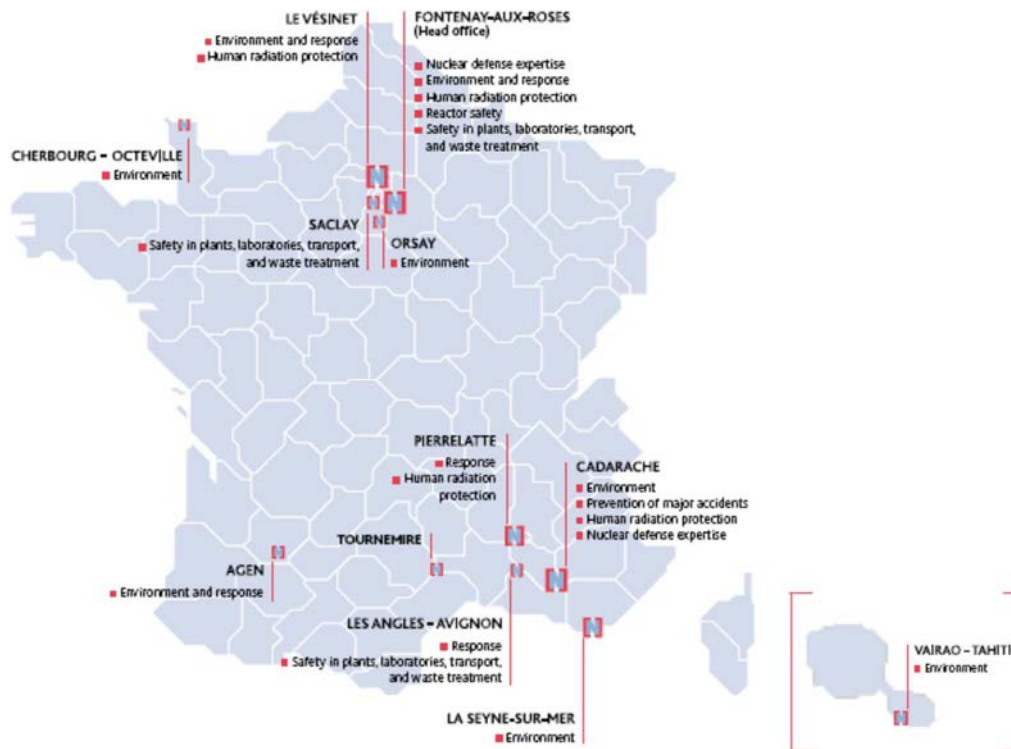 LE VÉSINET
Environment and response
Human radiation protection
FONTENAY-AUX-ROSES
(Head office)
Nuclear defense expertise
Environment and response
Human radiation protection
Reactor safety
Safety in plants, laboratories, transport,
and waste treatment
CHERBOURG – OCTEVILLE
Environment
SACLAY
Safety in plants, laboratories, transport,
and waste treatment
ORSAY
Environment
PIERRELATTE
Response
Human radiation
protection
CADARACHE
Environment
Prevention of major accidents
Human radiation protection
Nuclear defense expertise
TOURNEMIRE
AGEN
Environment and response
LES ANGLES – AVIGNON
Response
Safety in plants, laboratories, transport,
and waste treatment
LA SEYNE-SUR-MER
Environment
VAIRAO – TAHITI
Environment